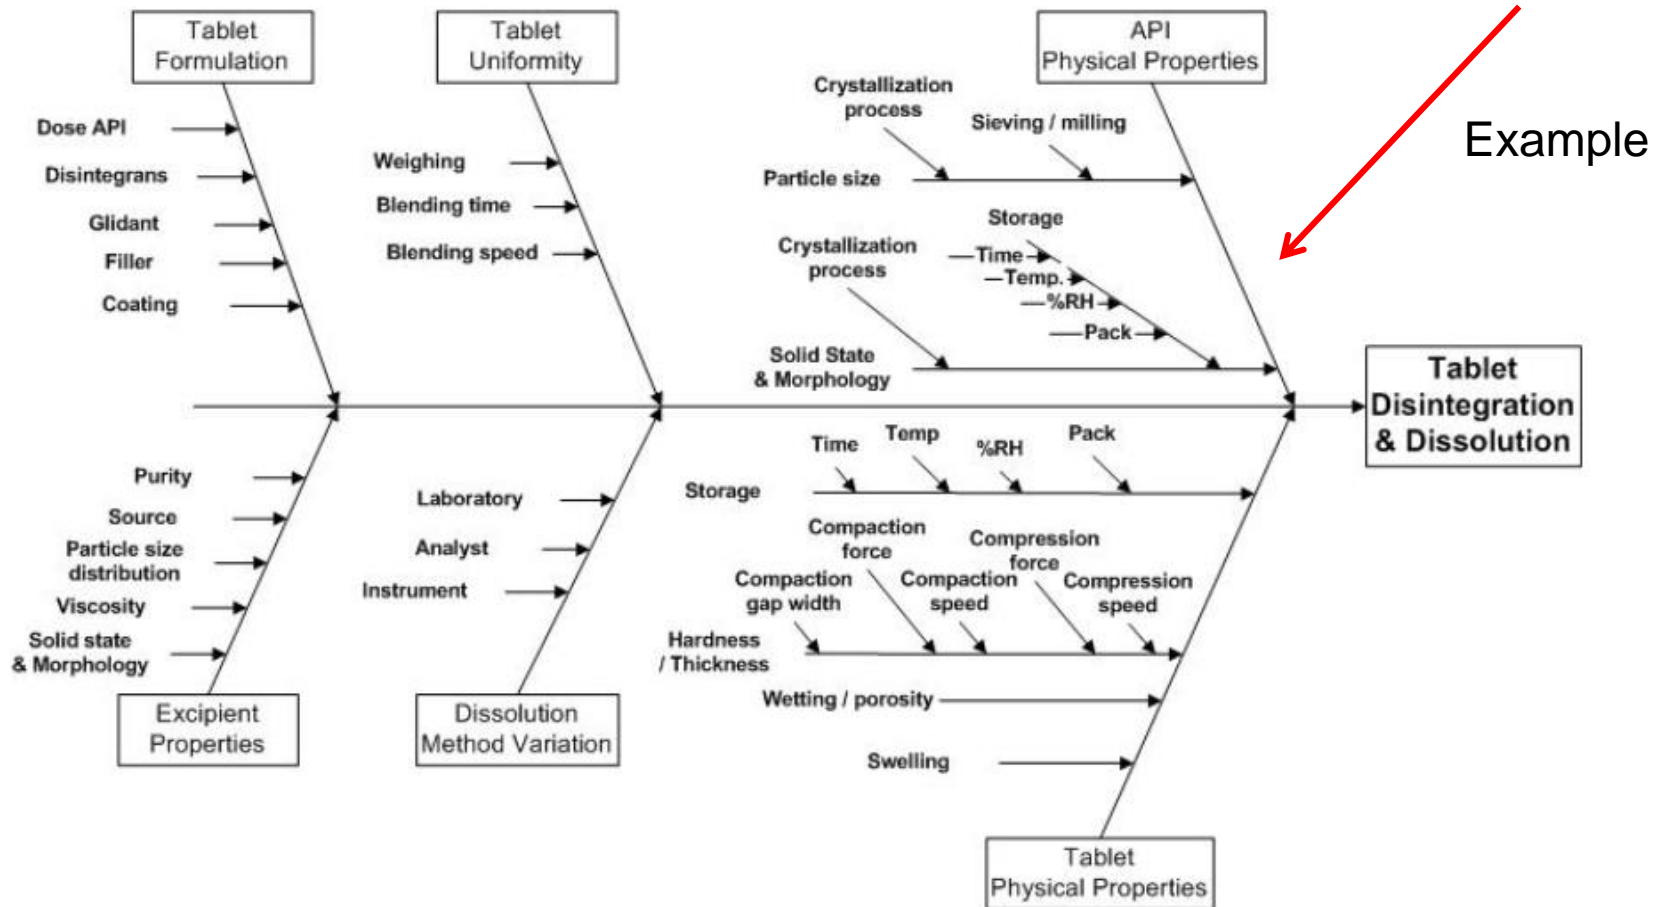 Tablet
Formulation
Tablet
Uniformity
API
Physical Properties
Dose API
Disintegrans
Glidant
Filler
Coating
Weighing
Blending time
Blending speed
Crystallization
process
Sieving / milling
Particle size
Storage
Time
Temp.
%RH
Pack
Crystallization
process
Solid State
& Morphology
Example
Tablet
Disintegration
& Dissolution
Purity
Source
Particle size
distribution
Viscosity
Solid state
& Morphology
Excipient
Properties
Laboratory
Analyst
Instrument
Dissolution
Method Variation
Time
Temp
%RH
Pack
Storage
Compaction
force
Compression
force
Compaction
gap width
Compaction
speed
Compression
speed
Hardness
/ Thickness
Wetting / porosity
Swelling
Tablet
Physical Properties